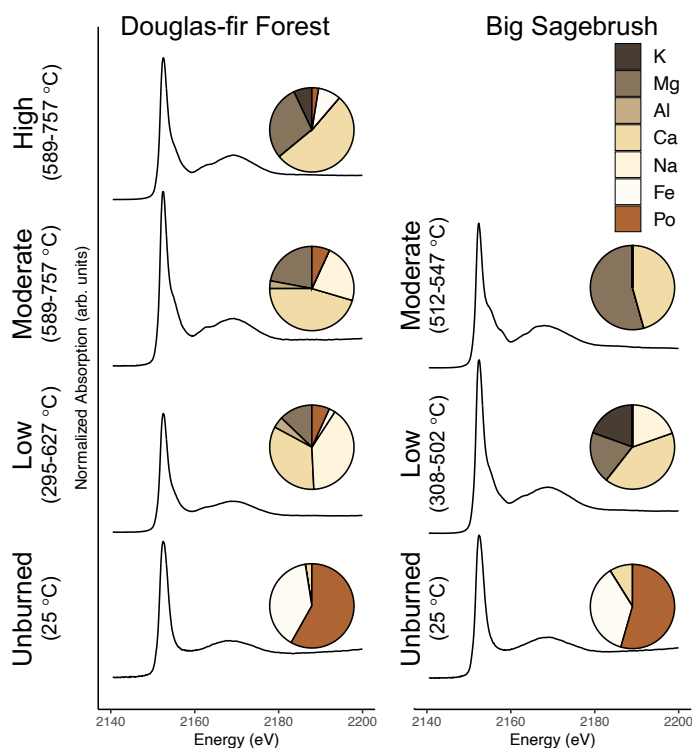 Douglas-fir Forest
Big Sagebrush
K
Mg
Al
Ca
Na
Fe
Po
High
(589-757 °C)
Moderate
(589-757 °C)
Low
(295-627 °C)
Unburned
(25 °C)
Normalized Absorption (arb. units)
Moderate
(512-547 °C)
Low
(308-502 °C)
Unburned
(25 °C)
2140 2160 2180 2200
Energy (eV)
2140 2160 2180 2200
Energy (eV)